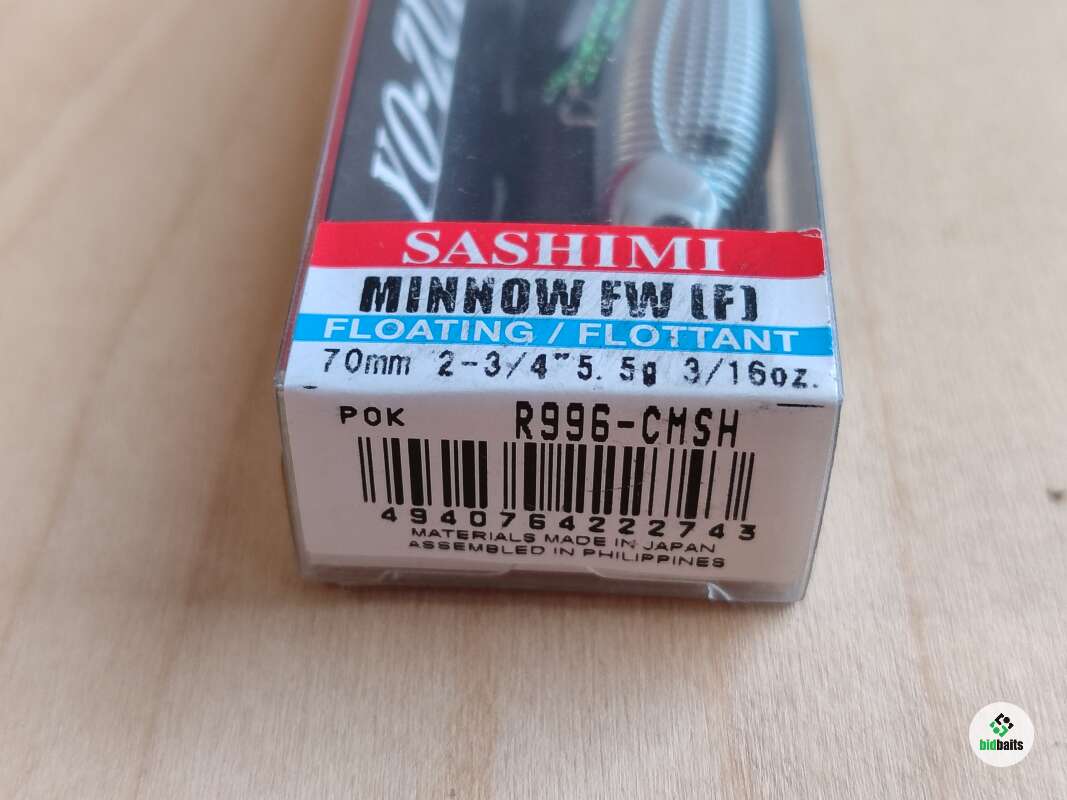 SASHIMI
MINNOW FW (F)
FLOATING / FLOTTANT
70mm 2-3/4" 5.5g 3/16oz.
POK R996-CMSH
4940764222743
MATERIALS MADE IN JAPAN
ASSEMBLED IN PHILIPPINES
bidbaits